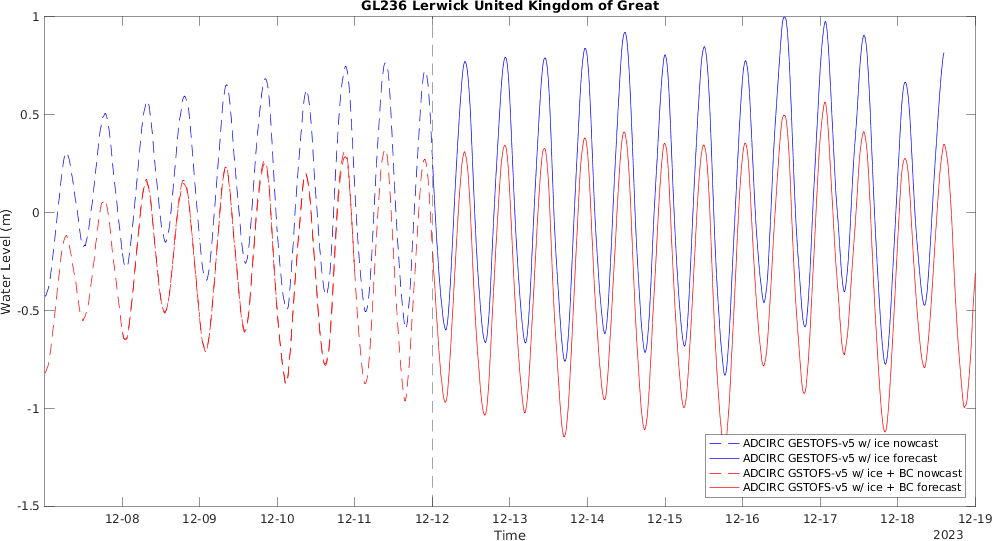 GL236 Lerwick United Kingdom of Great
1
0.5
0
-0.5
-1
-1.5
Water Level (m)
ADCIRC GESTOFS-v5 w/ ice nowcast
ADCIRC GESTOFS-v5 w/ ice forecast
ADCIRC GSTOFS-v5 w/ ice + BC nowcast
ADCIRC GSTOFS-v5 w/ ice + BC forecast
12-08 12-09 12-10 12-11 12-12 12-13 12-14 12-15 12-16 12-17 12-18 12-19
Time
2023